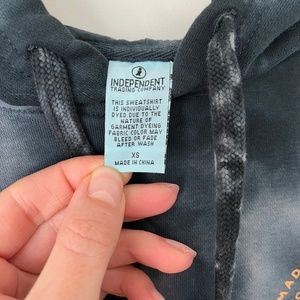 INDEPENDENT
TRADING COMPANY
THIS SWEATSHIRT
IS INDIVIDUALLY
DYED.DUE TO THE
NATURE OF
GARMENT DYEING
FABRIC COLOR MAY
BLEED OR FADE
AFTER WASH
XS
MADE IN CHINA